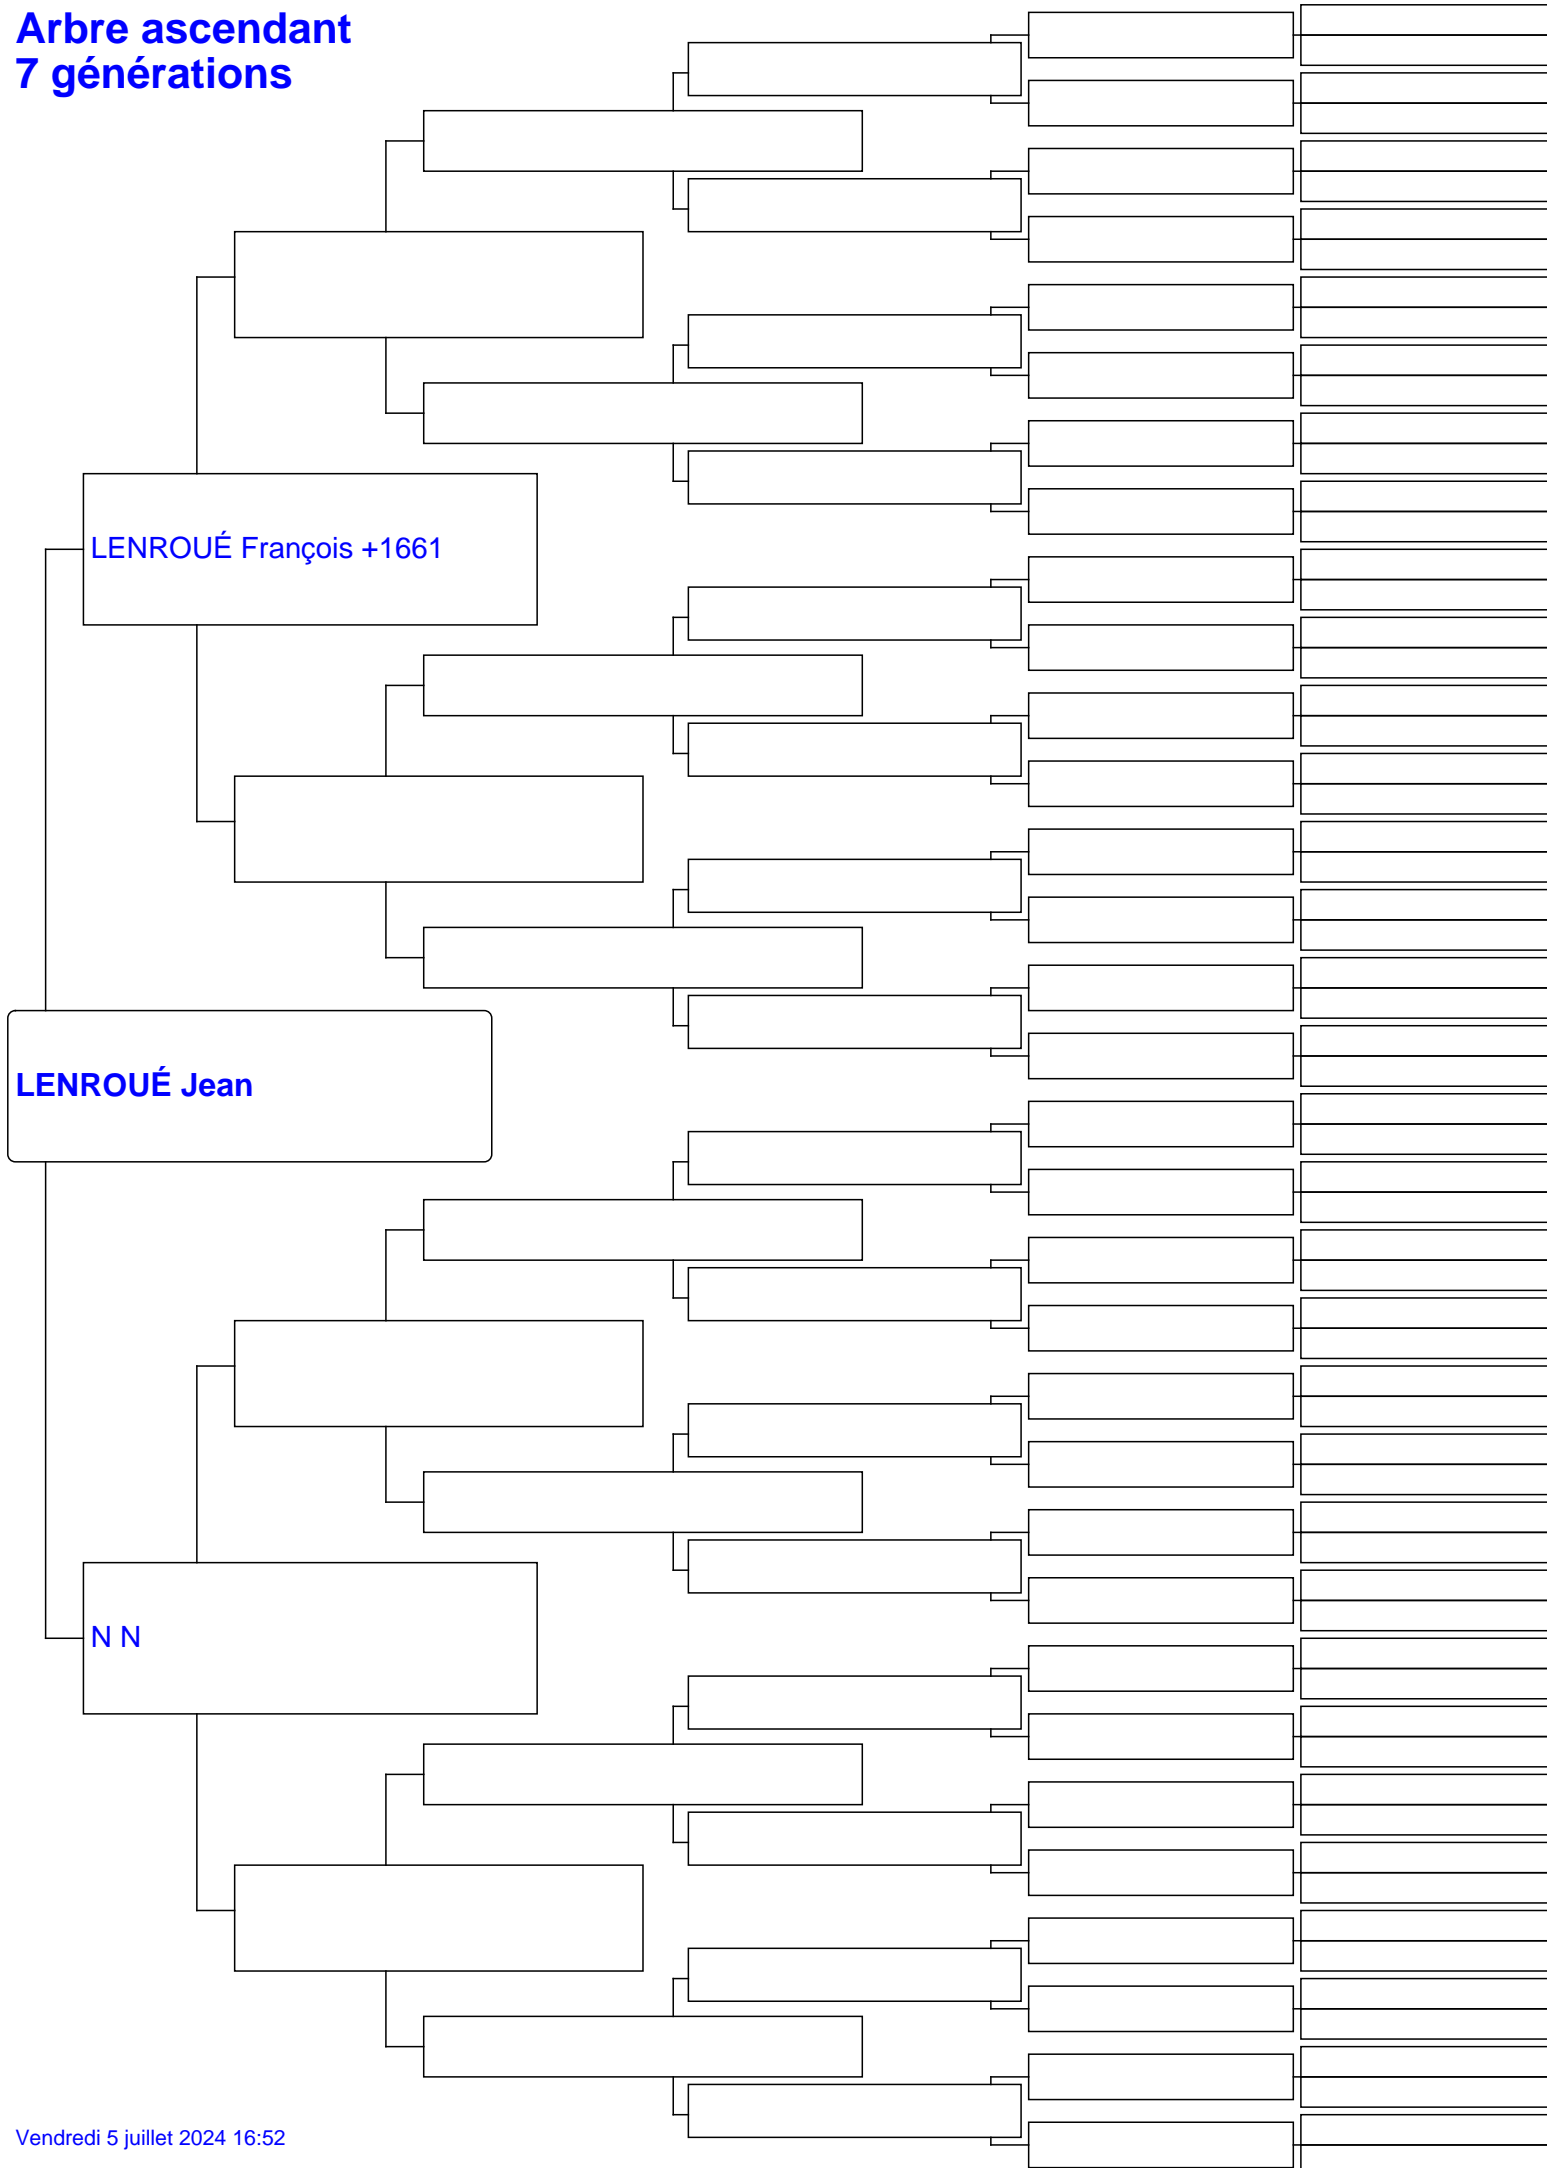 Arbre ascendant
7 générations
LENROUÉ François +1661
LENROUÉ Jean
N N
Vendredi 5 juillet 2024 16:52